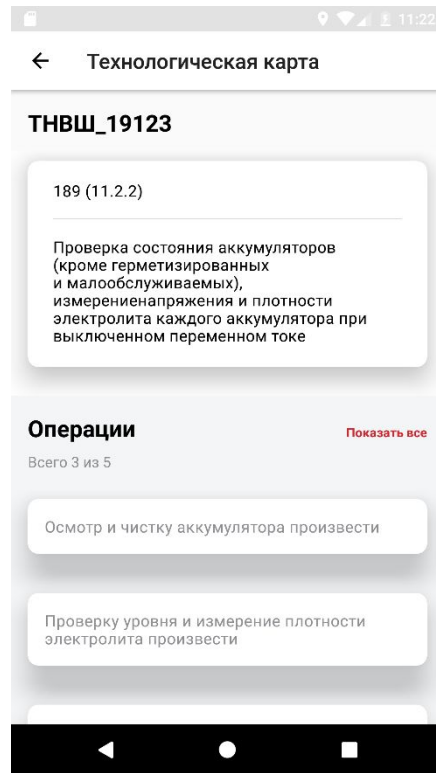 11:22
Технологическая карта
ТНВШ_19123
189 (11.2.2)
Проверка состояния аккумуляторов
(кроме герметизированных
и малообслуживаемых),
измерениенапряжения и плотности
электролита каждого аккумулятора при
выключенном переменном токе
Операции
Показать все
Всего 3 из 5
Осмотр и чистку аккумулятора произвести
Проверку уровня и измерение плотности
электролита произвести